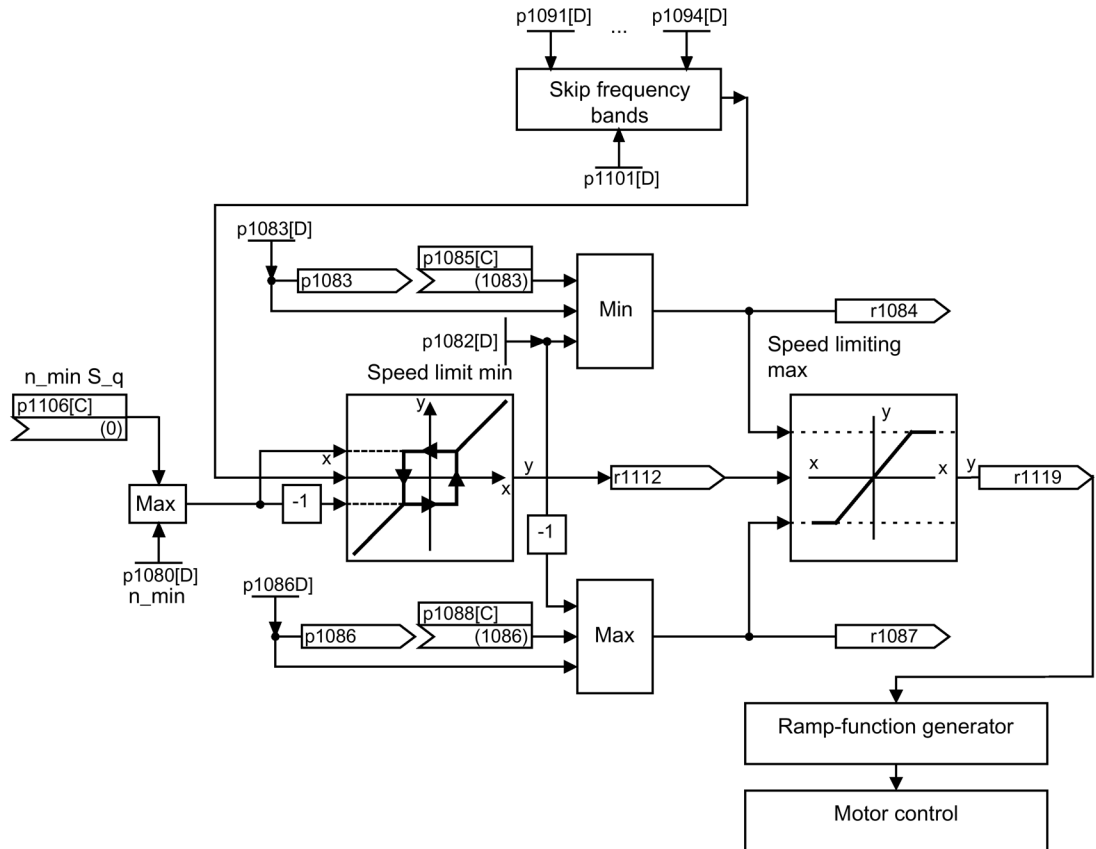 p1091[D] ... p1094[D]
Skip frequency
bands
p1101[D]
p1083[D]
p1083
p1085[C]
(1083)
Min
r1084
p1082[D]
Speed limiting
max
Speed limit min
n_min S_q
p1106[C]
(0)
y
y
x
x
x
x
y
y
r1112
r1119
Max
-1
-1
p1080[D]
n_min
p1086D]
p1086
p1088[C]
(1086)
Max
r1087
Ramp-function generator
Motor control